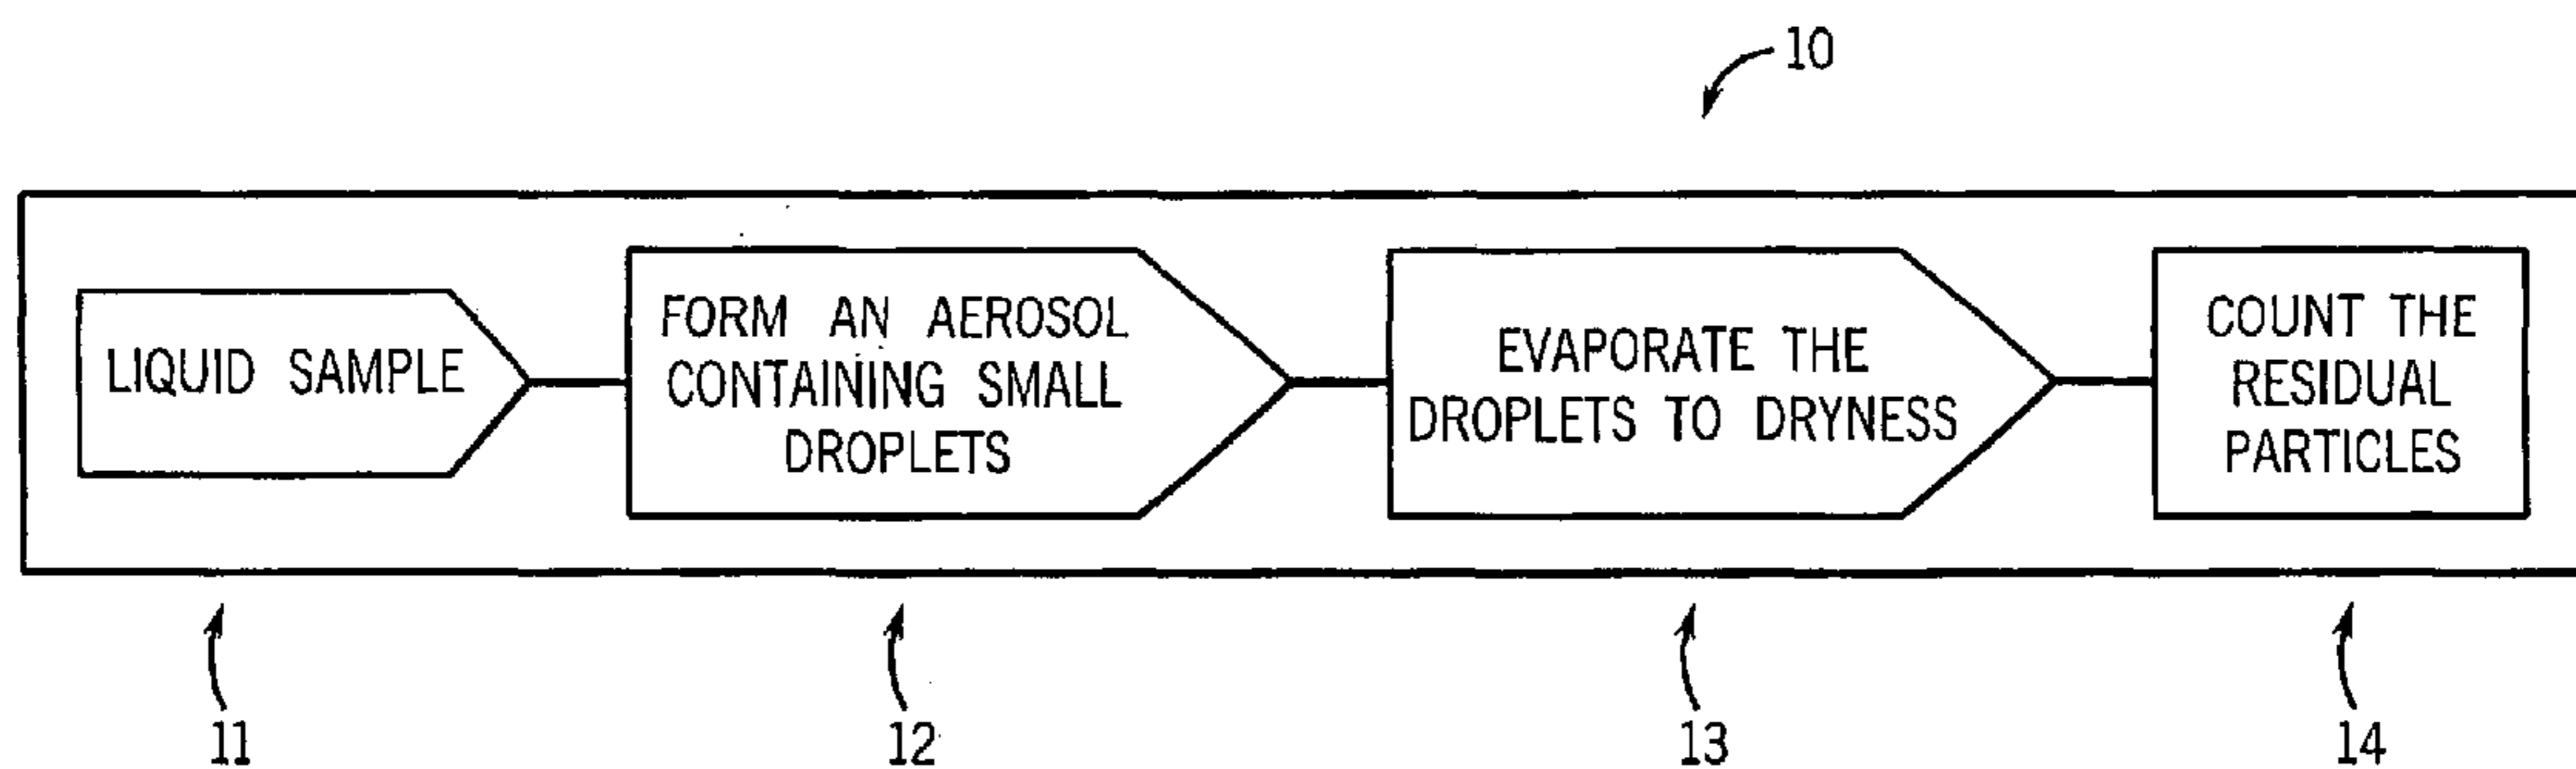 10
LIQUID SAMPLE
FORM AN AEROSOL
CONTAINING SMALL
DROPLETS
EVAPORATE THE
DROPLETS TO DRYNESS
COUNT THE
RESIDUAL
PARTICLES
11
12
13
14